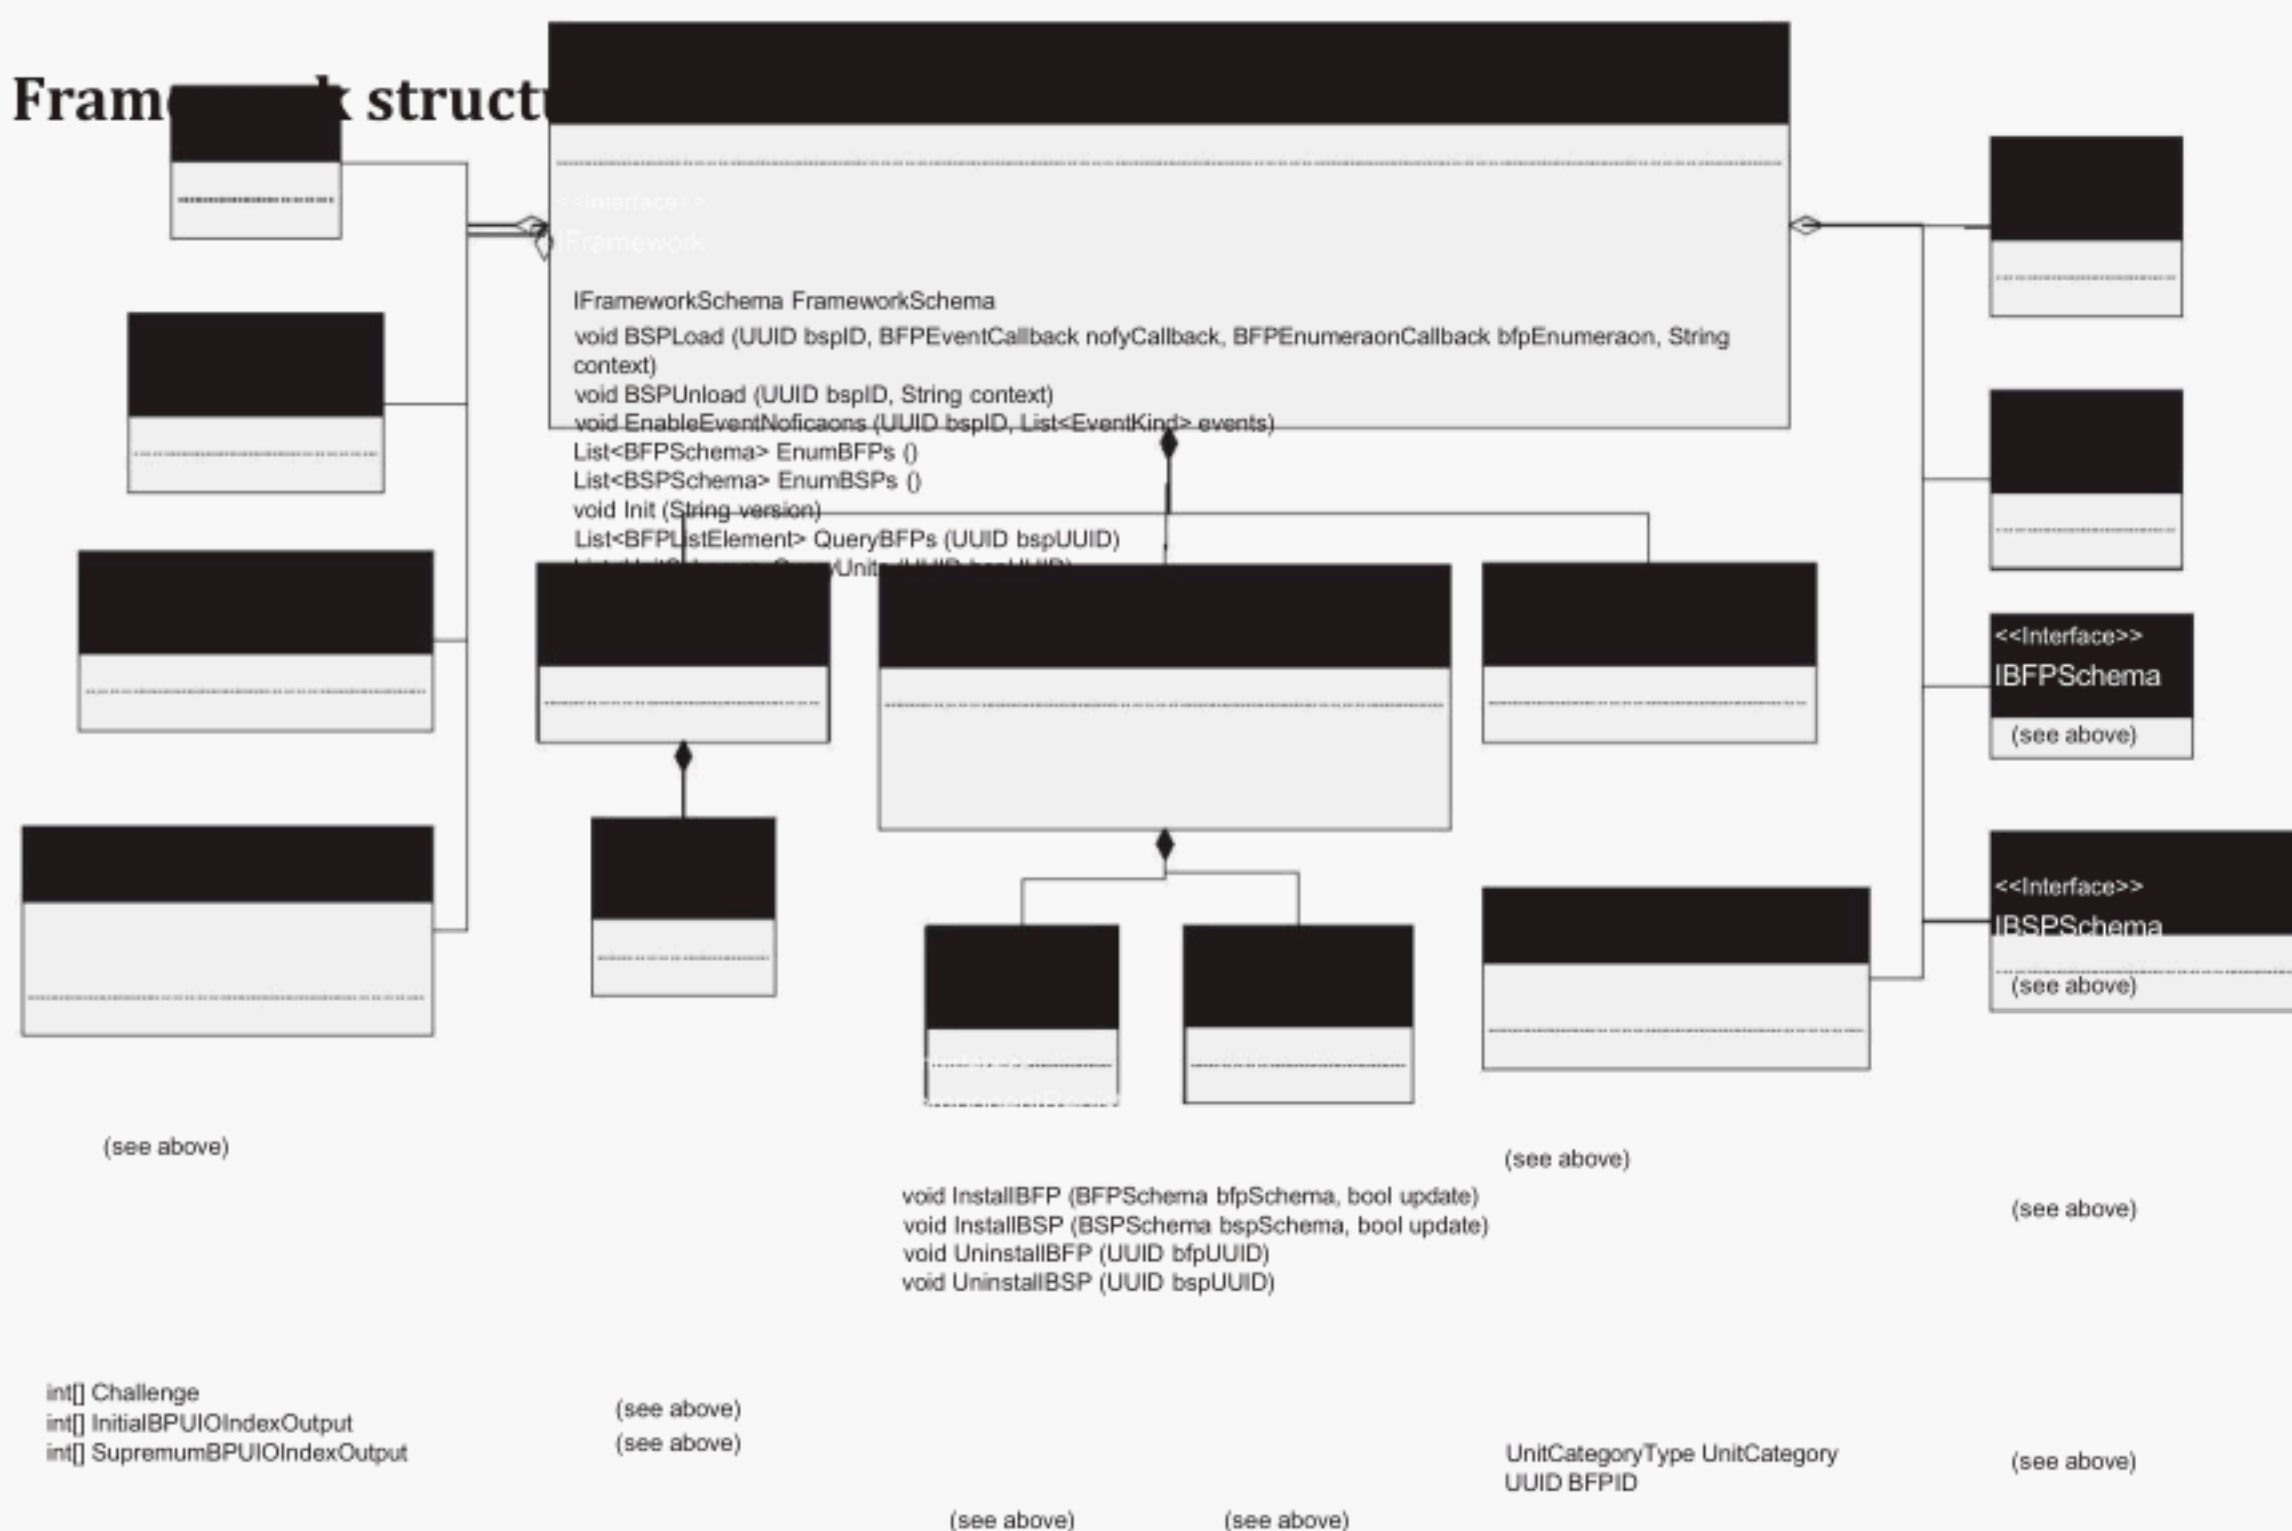 structu
<<Interface>>
IFramework
IFrameworkSchema FrameworkSchema
void BSPLoad (UUID bspID, BFPEventCallback nofyCallback, BFPEnumeraonCallback bfpEnumeraon, String
context)
void BSPUnload (UUID bspID, String context)
void EnableEventNoficaons (UUID bspID, List<EventKind> events)
List<BFPSchema> EnumBFPs ()
List<BSPSchema> EnumBSPs ()
void Init (String version)
List<BFPListElement> QueryBFPs (UUID bspUUID)
<<Interface>>
IBFPSchema
(see above)
<<Interface>>
IBSPSchema
(see above)
(see above)
(see above)
void InstallBFP (BFPSchema bfpSchema, bool update)
void InstallBSP (BSPSchema bspSchema, bool update)
void UninstallBFP (UUID bfpUUID)
void UninstallBSP (UUID bspUUID)
(see above)
int[] Challenge
int[] InitialBPUIOIndexOutput
int[] SupremumBPUIOIndexOutput
(see above)
(see above)
UnitCategoryType UnitCategory
UUID BFPID
(see above)
(see above)
(see above)